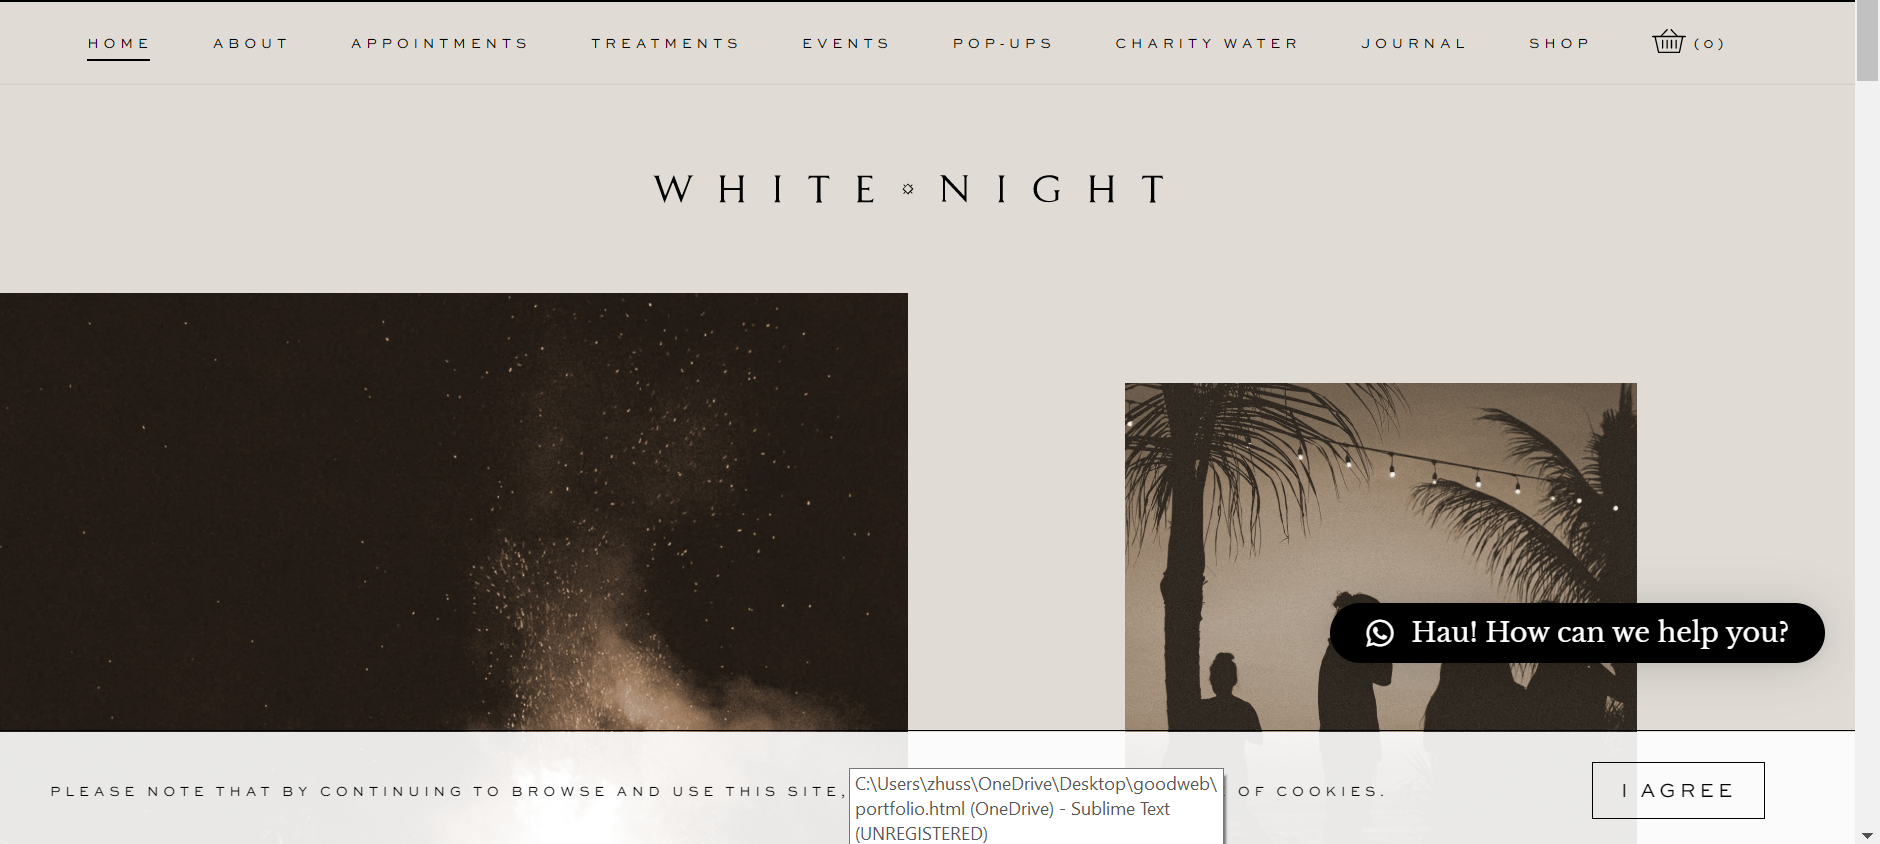 HOME ABOUT APPOINTMENTS TREATMENTS EVENTS POP-UPS CHARITY WATER JOURNAL SHOP (0)
WHITE NIGHT
Hau! How can we help you?
PLEASE NOTE THAT BY CONTINUING TO BROWSE AND USE THIS SITE, OF COOKIES.
I AGREE
C:\Users\zhuss\OneDrive\Desktop\goodweb\
portfolio.html (OneDrive) - Sublime Text
(UNREGISTERED)